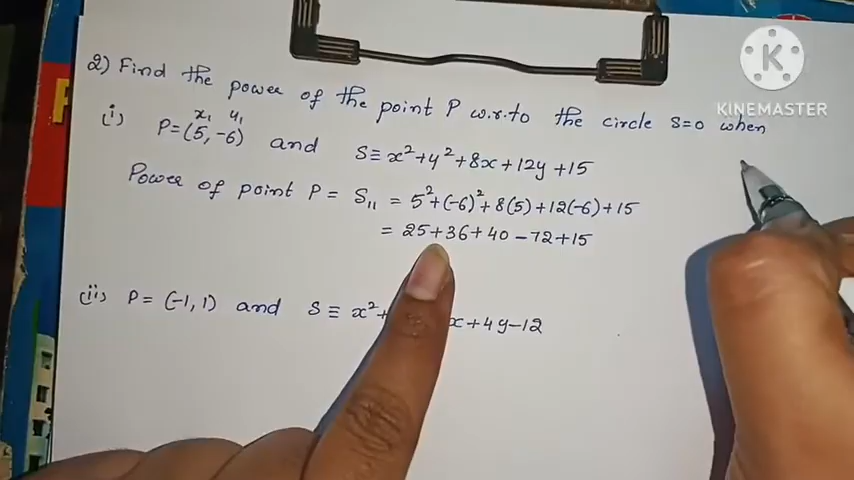 K
KINEMASTER
2) Find the power of the point P w.r.to the circle S=0 when
x₁ y₁
(i) P=(5,-6) and S≡x²+y²+8x+12y+15
Power of point P = S₁₁ = 5²+(-6)²+8(5)+12(-6)+15
= 25+36+40-72+15
(ii) P= (-1,1) and S ≡ x²+ x+4y-12